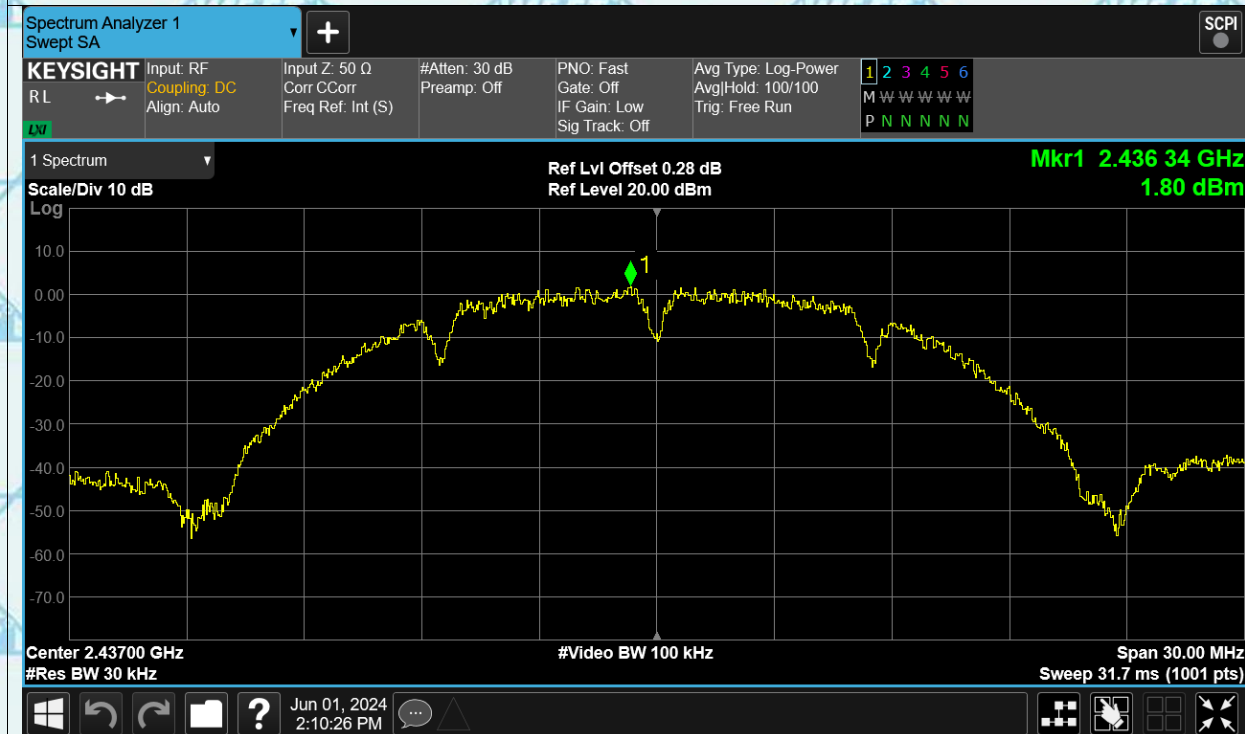 Spectrum Analyzer 1
Swept SA
+
SCPI
KEYSIGHT
R L
LXI
Input: RF
Coupling: DC
Align: Auto
Input Z: 50 Ω
Corr CCorr
Freq Ref: Int (S)
#Atten: 30 dB
Preamp: Off
PNO: Fast
Gate: Off
IF Gain: Low
Sig Track: Off
Avg Type: Log-Power
Avg|Hold: 100/100
Trig: Free Run
1 2 3 4 5 6
M W W W W W
P N N N N N
1 Spectrum
Scale/Div 10 dB
Log
Ref Lvl Offset 0.28 dB
Ref Level 20.00 dBm
Mkr1 2.436 34 GHz
1.80 dBm
1
10.0
0.00
-10.0
-20.0
-30.0
-40.0
-50.0
-60.0
-70.0
Center 2.43700 GHz
#Res BW 30 kHz
#Video BW 100 kHz
Span 30.00 MHz
Sweep 31.7 ms (1001 pts)
?
Jun 01, 2024
2:10:26 PM